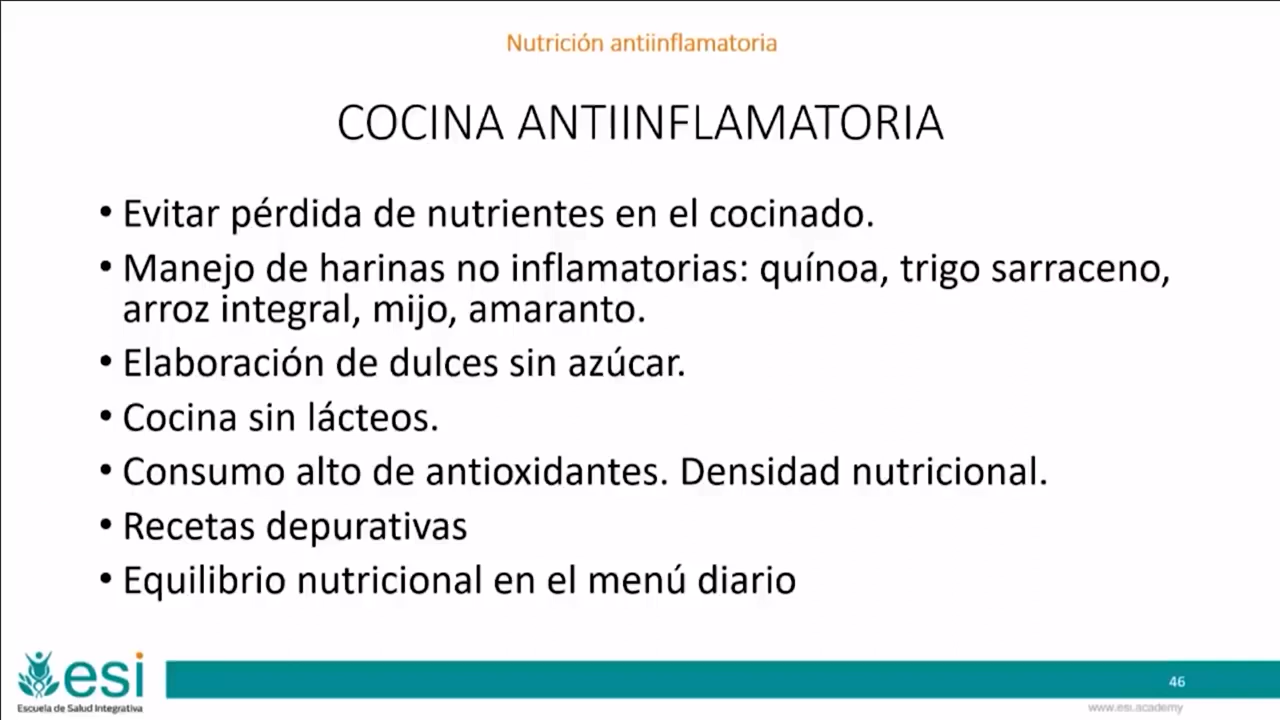 Nutrición antiinflamatoria
COCINA ANTIINFLAMATORIA
• Evitar pérdida de nutrientes en el cocinado.
• Manejo de harinas no inflamatorias: quínoa, trigo sarraceno,
arroz integral, mijo, amaranto.
• Elaboración de dulces sin azúcar.
• Cocina sin lácteos.
• Consumo alto de antioxidantes. Densidad nutricional.
• Recetas depurativas
• Equilibrio nutricional en el menú diario
esi
Escuela de Salud Integrativa
46
www.esi.academy